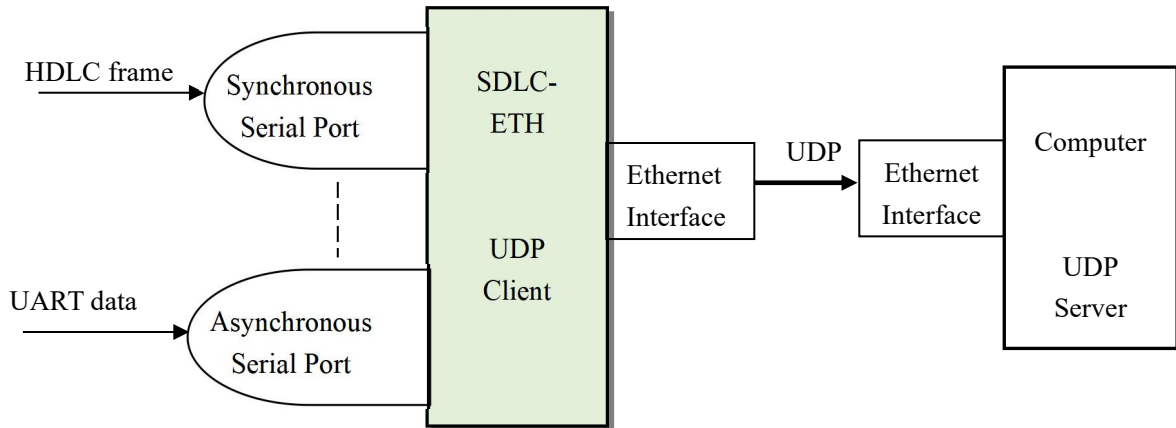 HDLC frame
Synchronous
Serial Port
UART data
Asynchronous
Serial Port
SDLC-
ETH
UDP
Client
Ethernet
Interface
UDP
Ethernet
Interface
Computer
UDP
Server